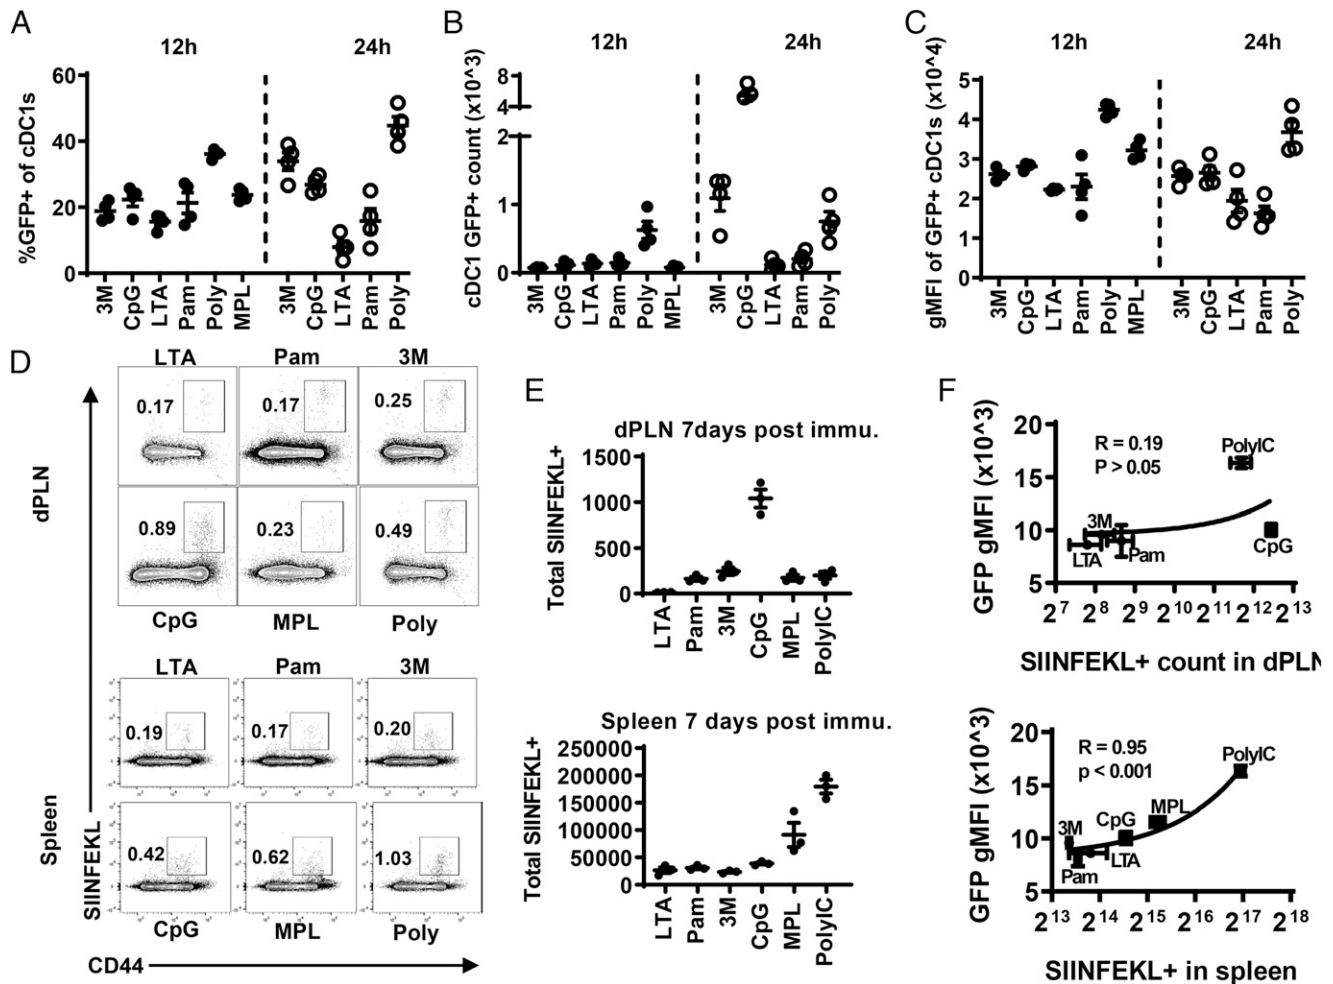 A
12h
24h
%GFP+ of cDC1s
60
40
20
0
3M
CpG
LTA
Pam
Poly
MPL
3M
CpG
LTA
Pam
Poly
B
12h
24h
cDC1 GFP+ count (x10^3)
8
4
2
1
0
3M
CpG
LTA
Pam
Poly
MPL
3M
CpG
LTA
Pam
Poly
C
12h
24h
gMFI of GFP+ cDC1s (x10^4)
5
4
3
2
1
0
3M
CpG
LTA
Pam
Poly
MPL
3M
CpG
LTA
Pam
Poly
D
dPLN
LTA
Pam
3M
0.17
0.17
0.25
0.89
0.23
0.49
CpG
MPL
Poly
Spleen
SIINFEKL
LTA
Pam
3M
0.19
0.17
0.20
0.42
0.62
1.03
CpG
MPL
Poly
CD44
E
dPLN 7days post immu.
Total SIINFEKL+
1500
1000
500
0
LTA
Pam
3M
CpG
MPL
PolyIC
Spleen 7 days post immu.
Total SIINFEKL+
250000
200000
150000
100000
50000
0
LTA
Pam
3M
CpG
MPL
PolyIC
F
GFP gMFI (x10^3)
20
15
10
5
R = 0.19
P > 0.05
PolyIC
3M
LTA
Pam
CpG
2^7 2^8 2^9 2^10 2^11 2^12 2^13
SIINFEKL+ count in dPLN
GFP gMFI (x10^3)
20
15
10
5
R = 0.95
p < 0.001
PolyIC
MPL
CpG
3M
LTA
Pam
2^13 2^14 2^15 2^16 2^17 2^18
SIINFEKL+ in spleen